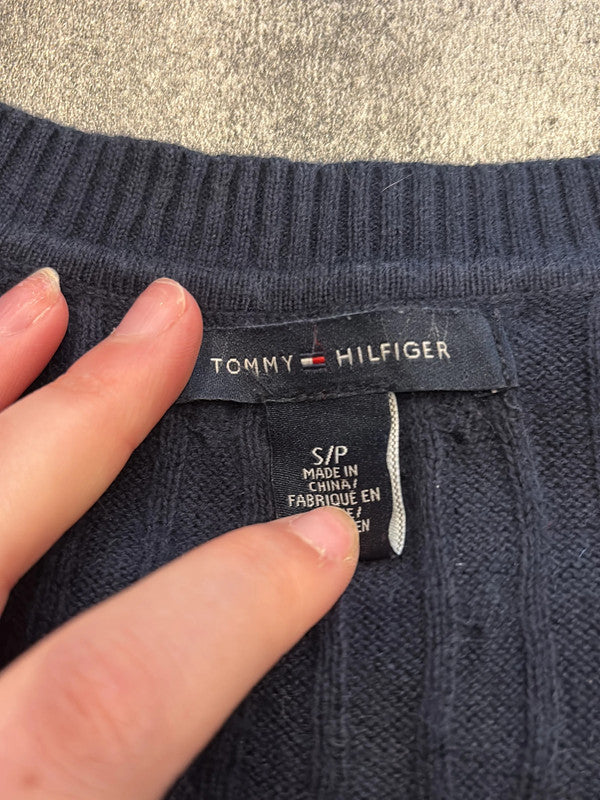 TOMMY HILFIGER
S/P
MADE IN
CHINA/
FABRIQUÉ EN